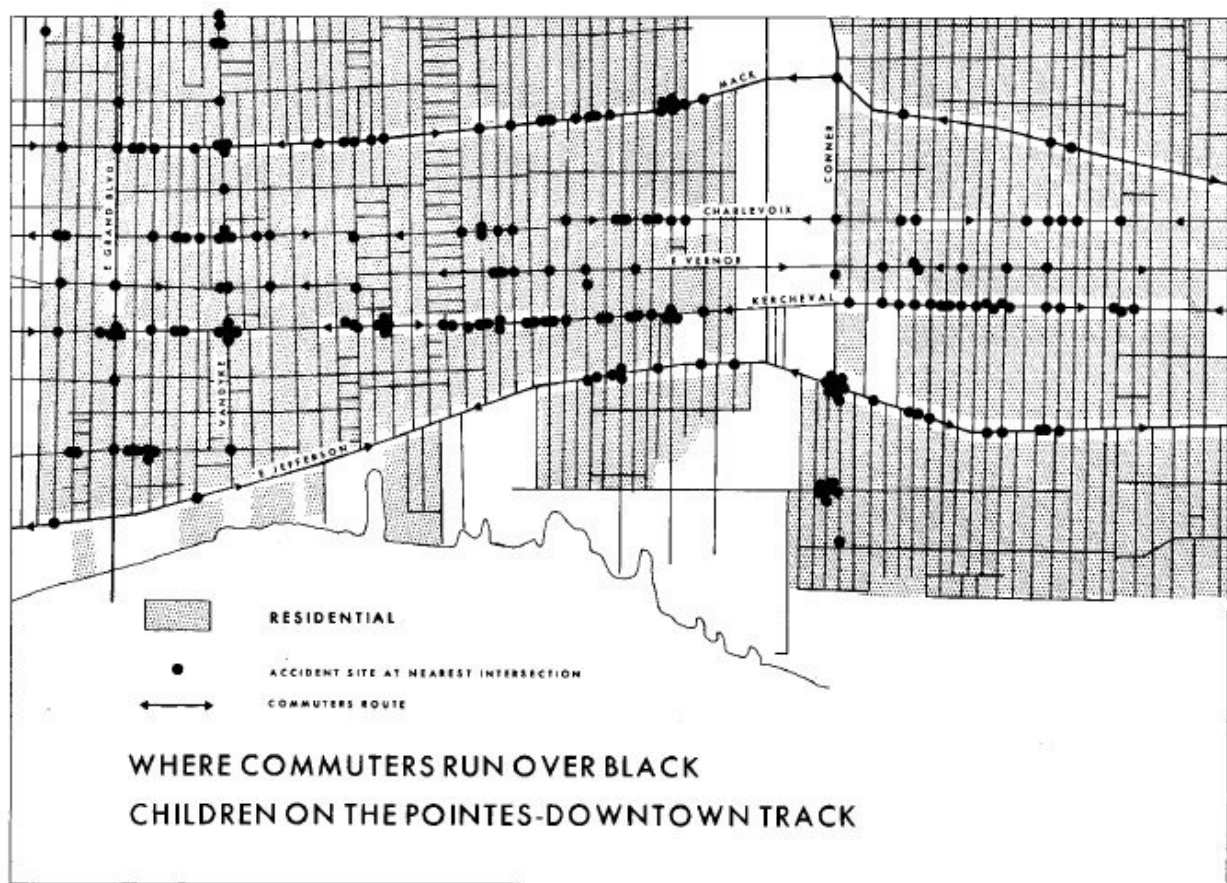 MACK
E GRAND BLVD
CONNER
CHARLEVOIX
E VERNOR
KERCHEVAL
VANDYKE
E JEFFERSON
RESIDENTIAL
ACCIDENT SITE AT NEAREST INTERSECTION
COMMUTERS ROUTE
WHERE COMMUTERS RUN OVER BLACK
CHILDREN ON THE POINTES-DOWNTOWN TRACK